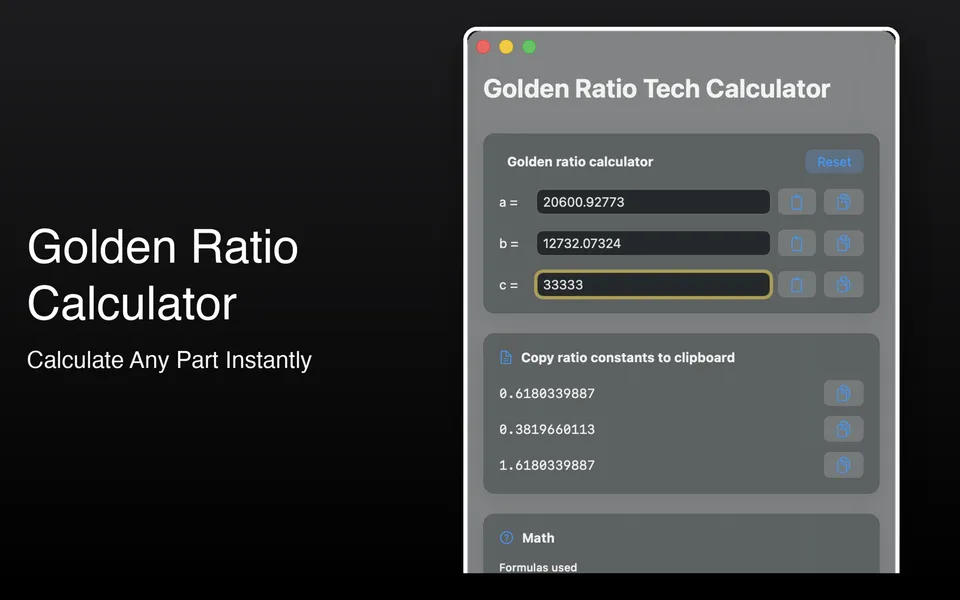 Golden Ratio
Calculator
Calculate Any Part Instantly
Golden Ratio Tech Calculator
Golden ratio calculator
Reset
a = 20600.92773
b = 12732.07324
c = 33333
Copy ratio constants to clipboard
0.6180339887
0.3819660113
1.6180339887
Math
Formulas used